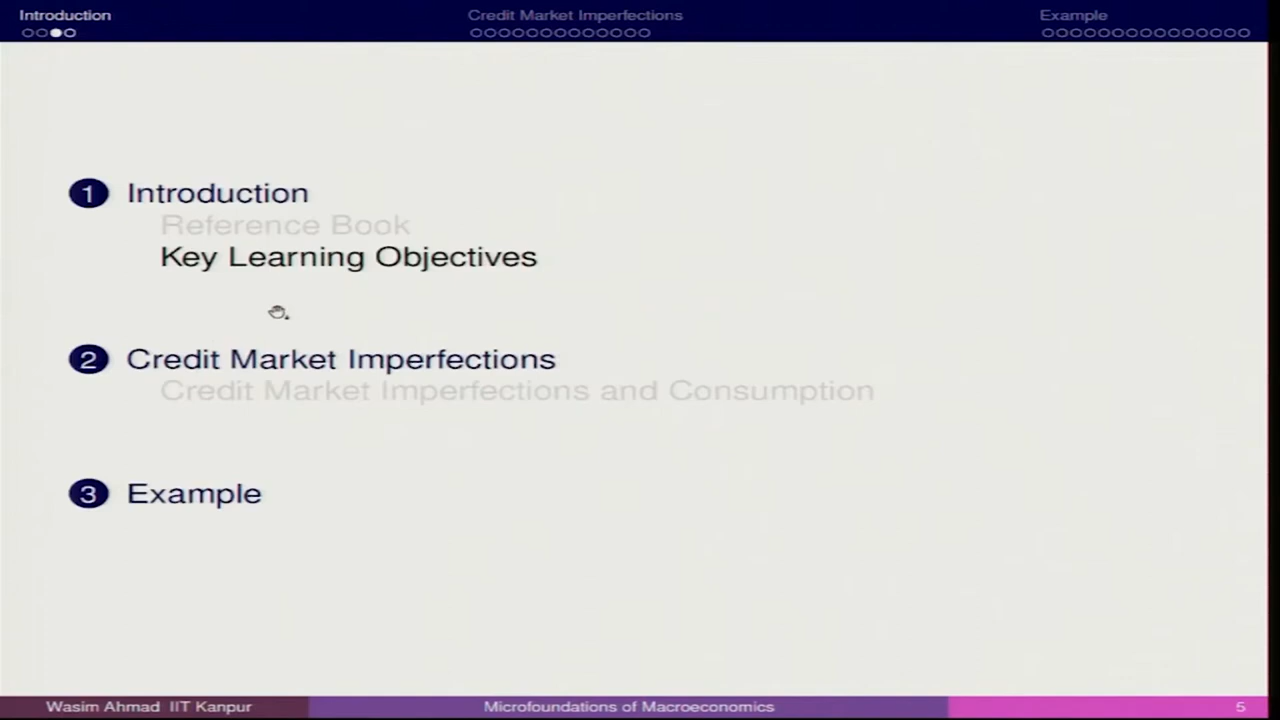 Introduction
Credit Market Imperfections
Example
1 Introduction
Reference Book
Key Learning Objectives
2 Credit Market Imperfections
Credit Market Imperfections and Consumption
3 Example
Wasim Ahmad IIT Kanpur
Microfoundations of Macroeconomics
5